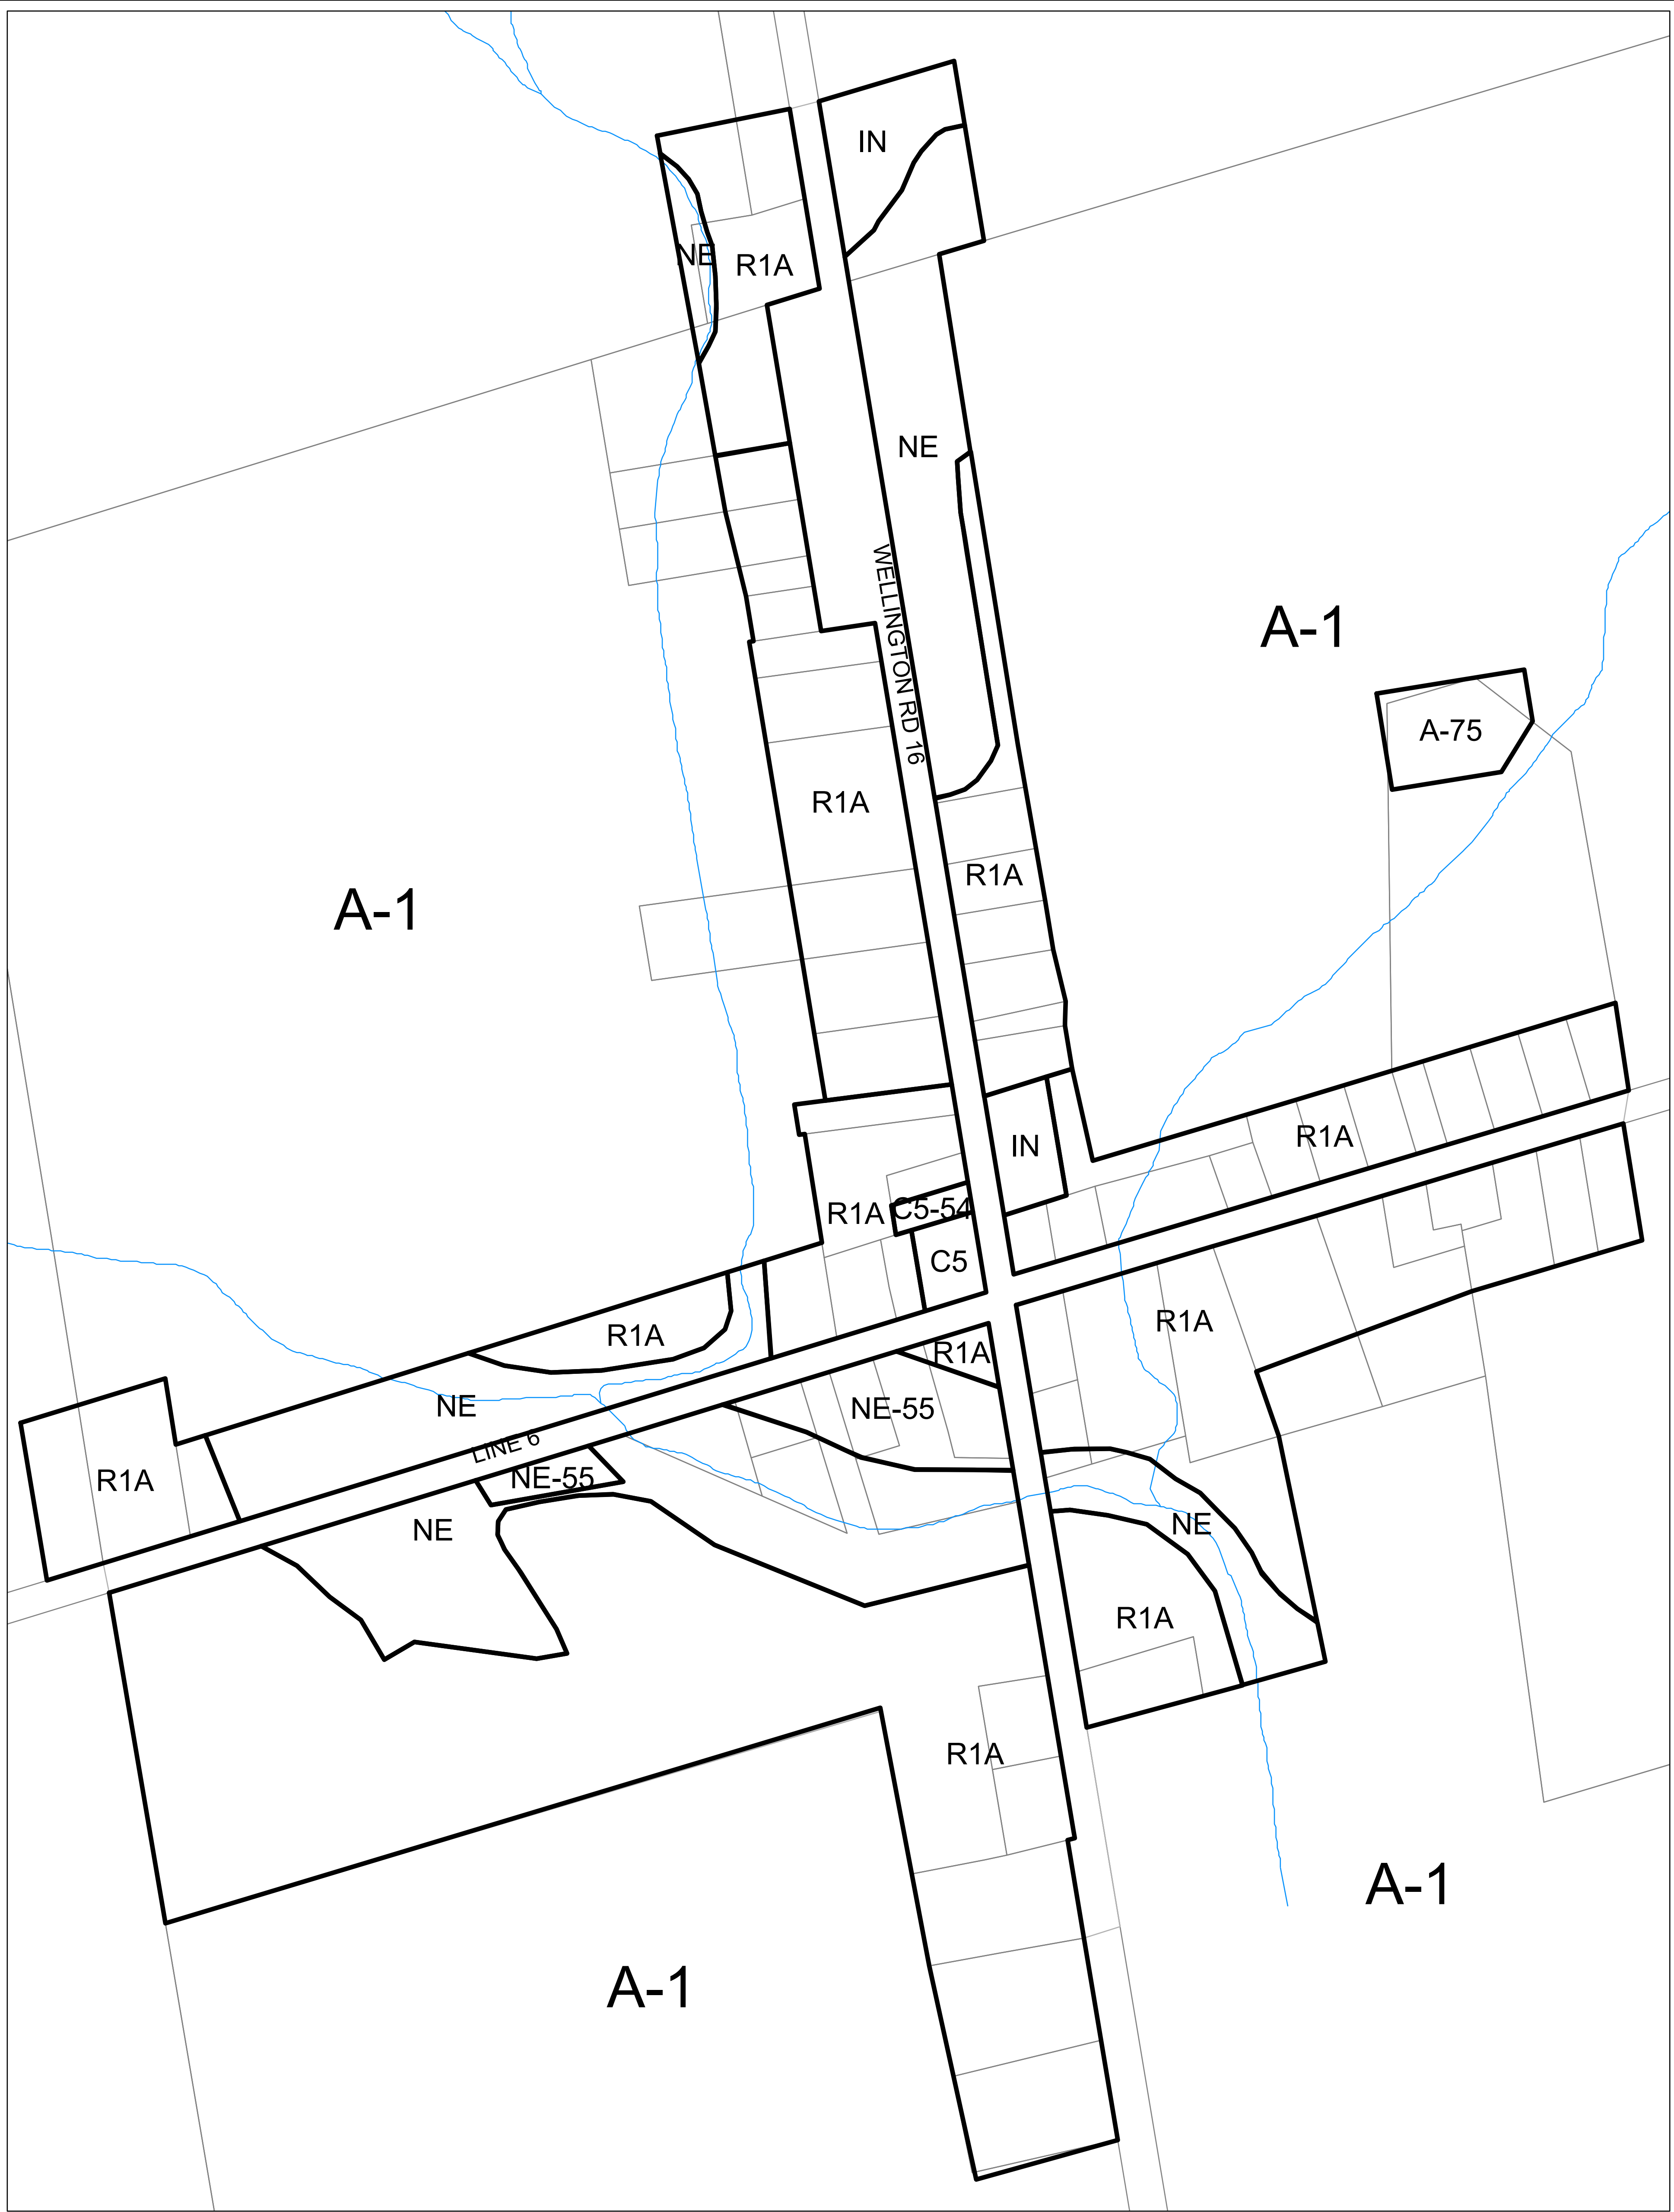 IN
NE
R1A
NE
WELLINGTON RD 16
A-1
A-75
R1A
R1A
A-1
R1A
IN
R1A
C5-54
C5
R1A
R1A
R1A
NE
NE-55
LINE 6
R1A
NE-55
NE
NE
R1A
R1A
A-1
A-1